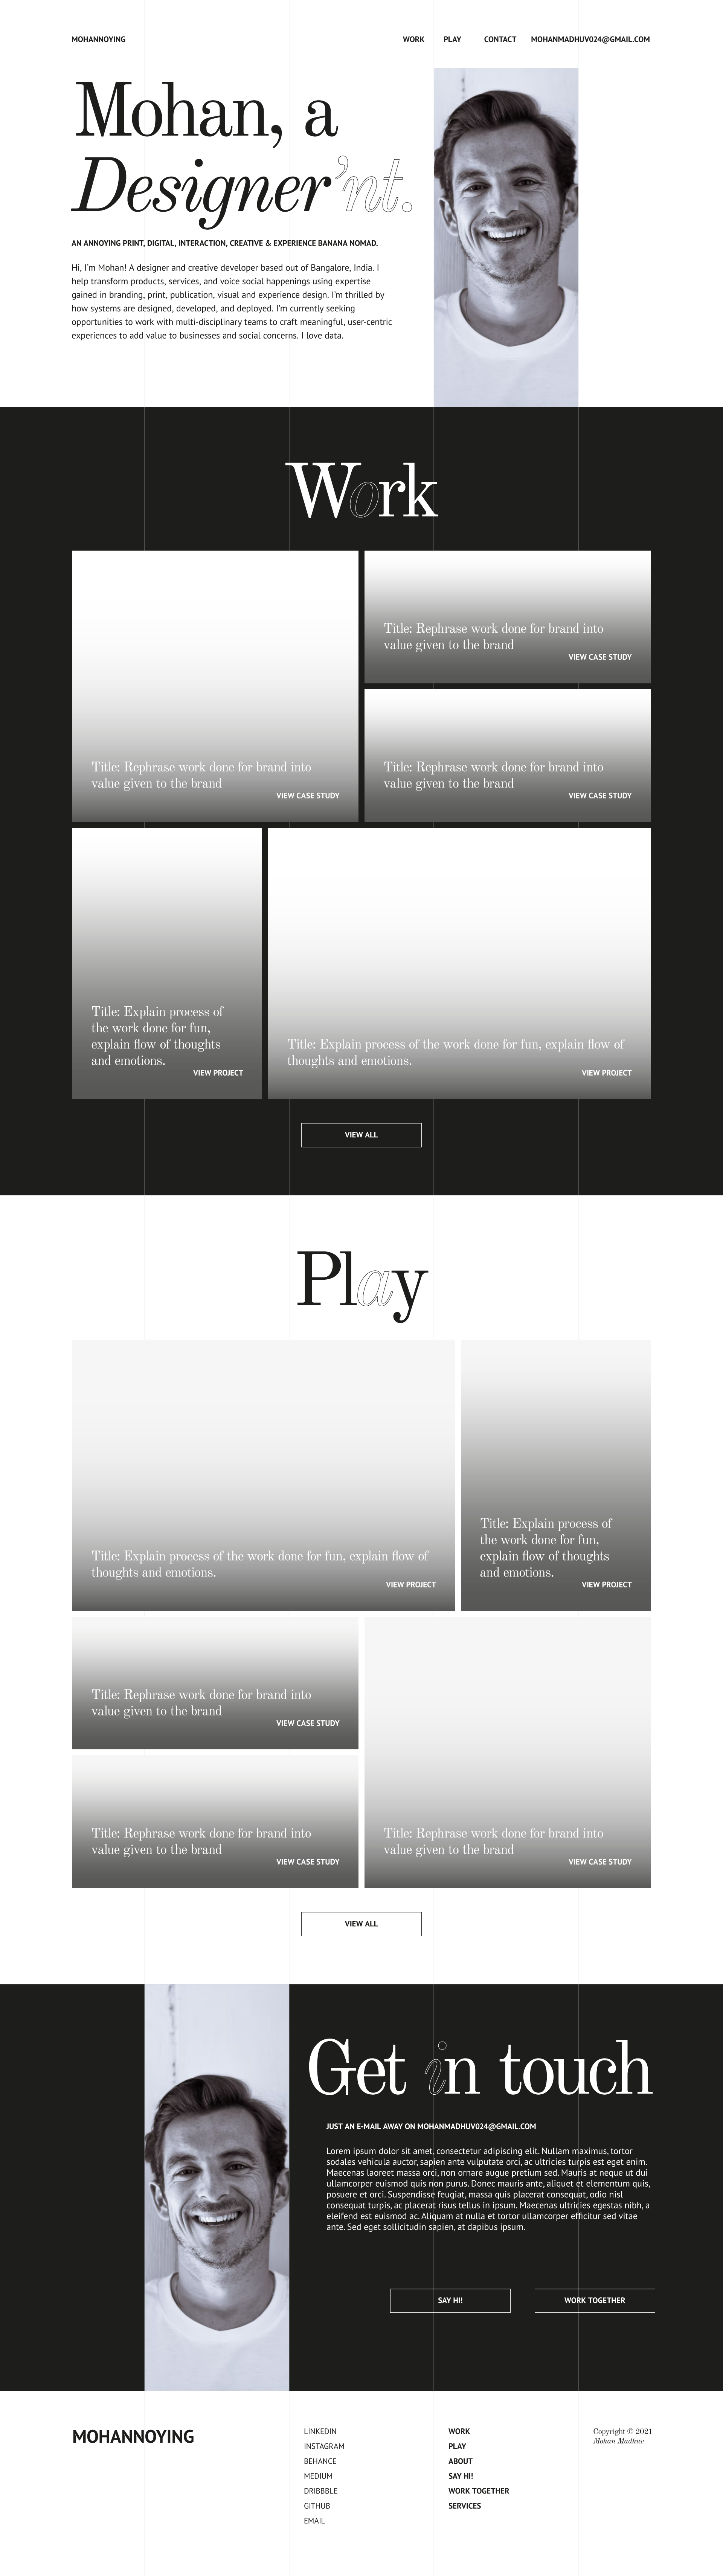 MOHANNOYING
WORK PLAY CONTACT MOHANMADHUV024@GMAIL.COM
Mohan, a
Designer'nt.
AN ANNOYING PRINT, DIGITAL, INTERACTION, CREATIVE & EXPERIENCE BANANA NOMAD.
Hi, I'm Mohan! A designer and creative developer based out of Bangalore, India. I
help transform products, services, and voice social happenings using expertise
gained in branding, print, publication, visual and experience design. I'm thrilled by
how systems are designed, developed, and deployed. I'm currently seeking
opportunities to work with multi-disciplinary teams to craft meaningful, user-centric
experiences to add value to businesses and social concerns. I love data.
Work
Title: Rephrase work done for brand into
value given to the brand
VIEW CASE STUDY
Title: Rephrase work done for brand into
value given to the brand
VIEW CASE STUDY
Title: Rephrase work done for brand into
value given to the brand
VIEW CASE STUDY
Title: Explain process of
the work done for fun,
explain flow of thoughts
and emotions.
VIEW PROJECT
Title: Explain process of the work done for fun, explain flow of
thoughts and emotions.
VIEW PROJECT
VIEW ALL
Play
Title: Explain process of the work done for fun, explain flow of
thoughts and emotions.
VIEW PROJECT
Title: Explain process of
the work done for fun,
explain flow of thoughts
and emotions.
VIEW PROJECT
Title: Rephrase work done for brand into
value given to the brand
VIEW CASE STUDY
Title: Rephrase work done for brand into
value given to the brand
VIEW CASE STUDY
Title: Rephrase work done for brand into
value given to the brand
VIEW CASE STUDY
VIEW ALL
Get in touch
JUST AN E-MAIL AWAY ON MOHANMADHUV024@GMAIL.COM
Lorem ipsum dolor sit amet, consectetur adipiscing elit. Nullam maximus, tortor
sodales vehicula auctor, sapien ante vulputate orci, ac ultricies turpis est eget enim.
Maecenas laoreet massa orci, non ornare augue pretium sed. Mauris at neque ut dui
ullamcorper euismod quis non purus. Donec mauris ante, aliquet et elementum quis,
posuere et orci. Suspendisse feugiat, massa quis placerat consequat, odio nisl
consequat turpis, ac placerat risus tellus in ipsum. Maecenas ultricies egestas nibh, a
eleifend est euismod ac. Aliquam at nulla et tortor ullamcorper efficitur sed vitae
ante. Sed eget sollicitudin sapien, at dapibus ipsum.
SAY HI!
WORK TOGETHER
MOHANNOYING
LINKEDIN
INSTAGRAM
BEHANCE
MEDIUM
DRIBBBLE
GITHUB
EMAIL
WORK
PLAY
ABOUT
SAY HI!
WORK TOGETHER
SERVICES
Copyright © 2021
Mohan Madhuv